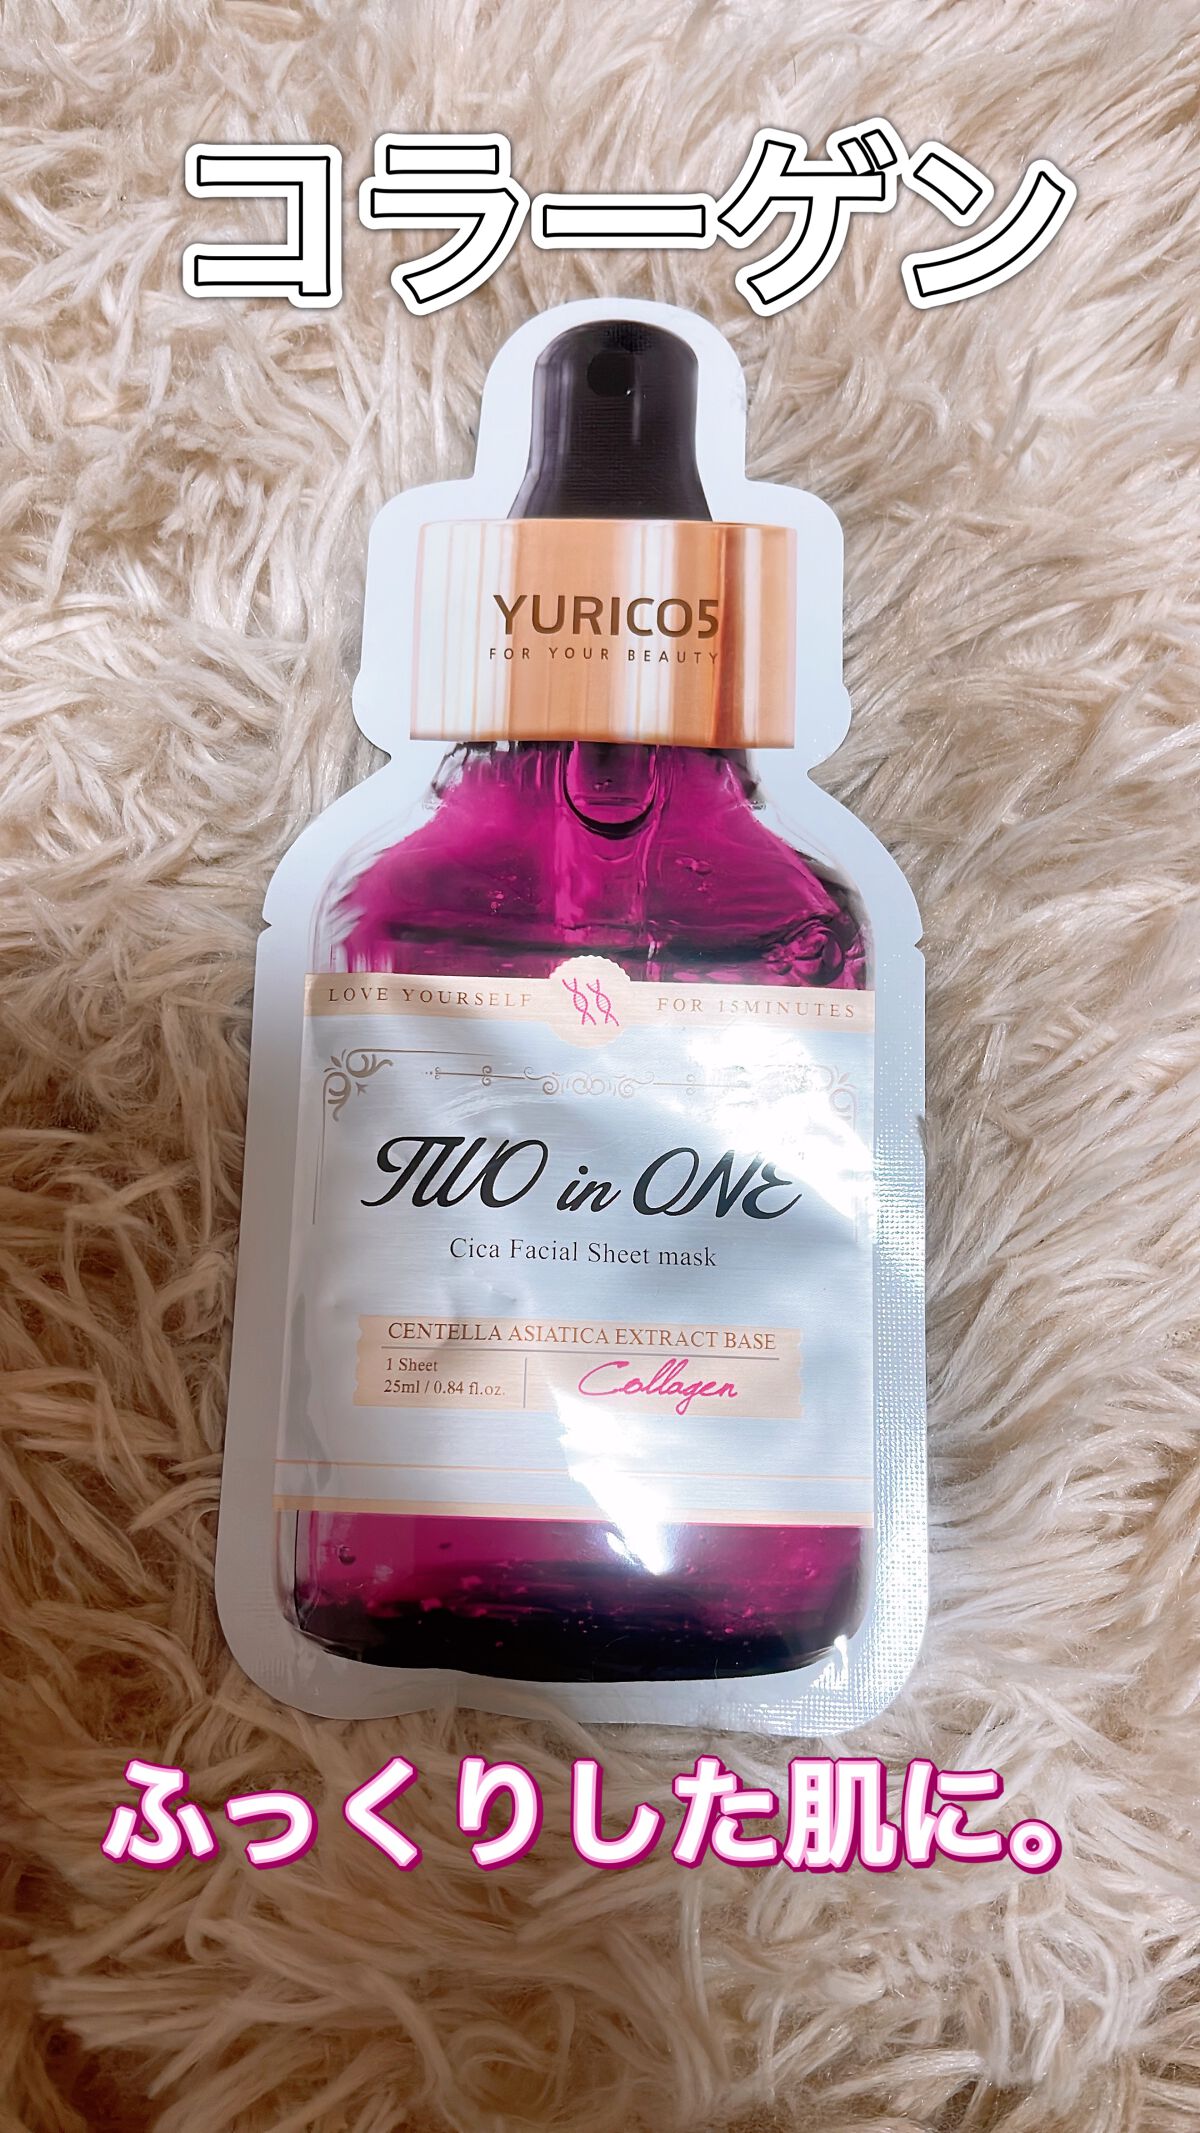 コラーゲン
YURICO5
FOR YOUR BEAUTY
LOVE YOURSELF FOR 15MINUTES
TWO in ONE
Cica Facial Sheet mask
CENTELLA ASIATICA EXTRACT BASE
1 Sheet
25ml / 0.84 fl.oz.
Collagen
ふっくりした肌に。